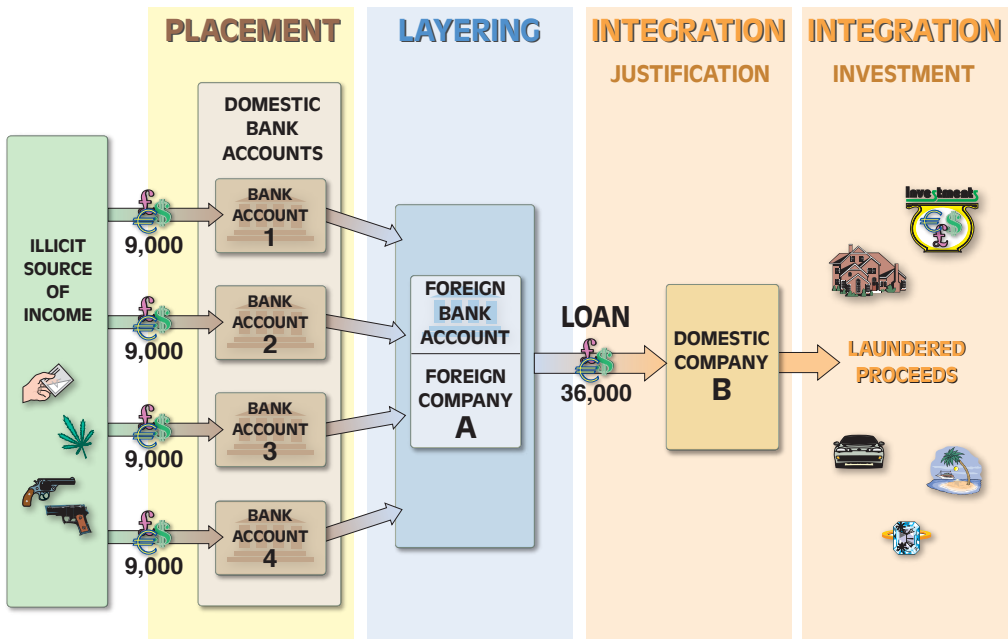 PLACEMENT
LAYERING
INTEGRATION
JUSTIFICATION
INTEGRATION
INVESTMENT
ILLICIT
SOURCE
OF
INCOME
DOMESTIC
BANK
ACCOUNTS
£€$
9,000
BANK
ACCOUNT
1
£€$
9,000
BANK
ACCOUNT
2
£€$
9,000
BANK
ACCOUNT
3
£€$
9,000
BANK
ACCOUNT
4
FOREIGN
BANK
ACCOUNT
FOREIGN
COMPANY
A
LOAN
£€$
36,000
DOMESTIC
COMPANY
B
Investments
€$
£
LAUNDERED
PROCEEDS